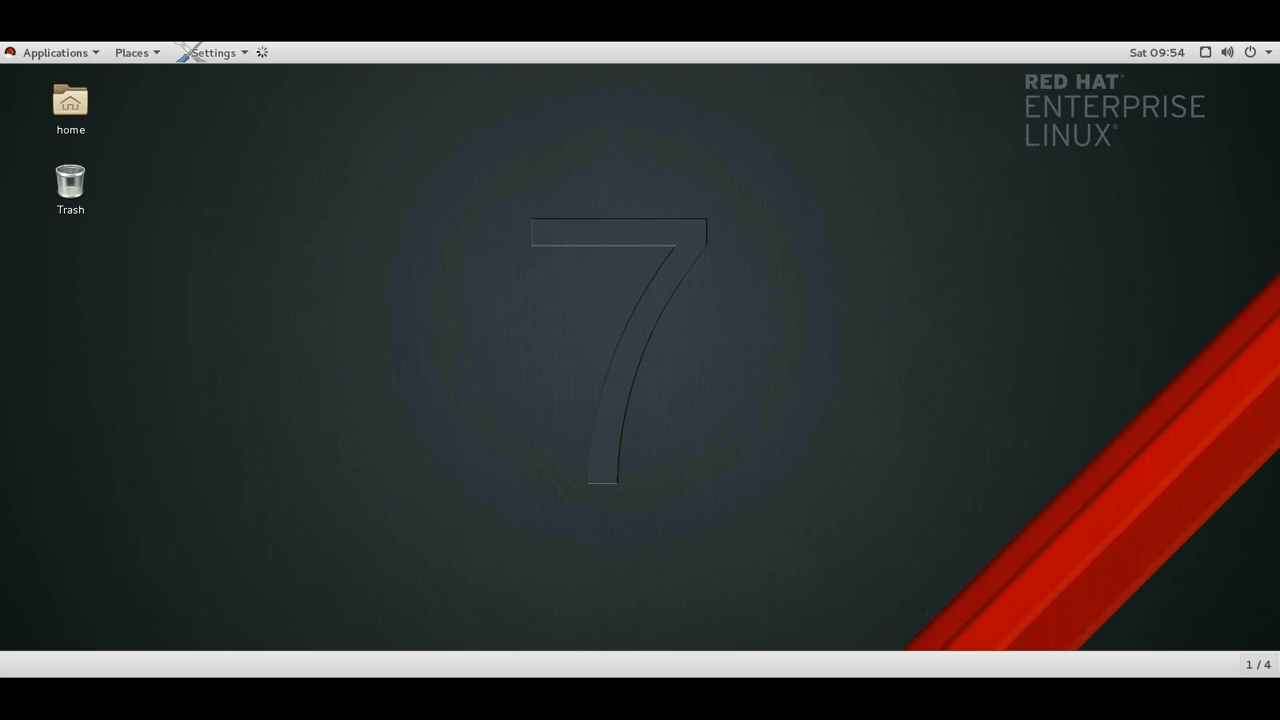 Applications Places Settings Sat 09:54
RED HAT®
ENTERPRISE
LINUX®
home
Trash
7
1 / 4